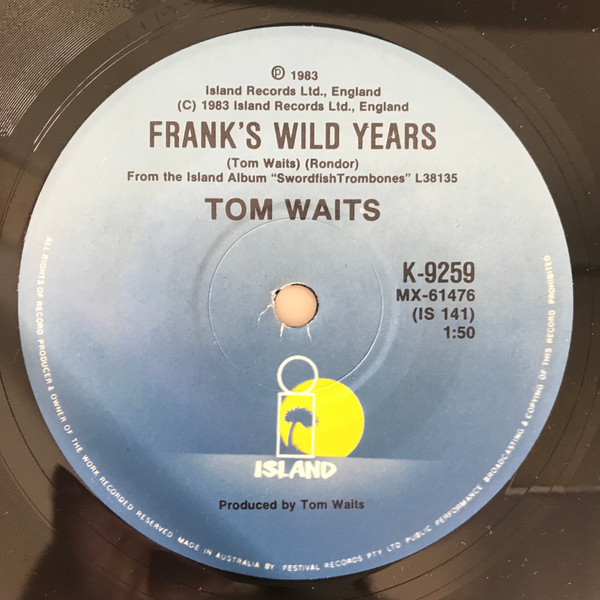 ℗ 1983
Island Records Ltd., England
(C) 1983 Island Records Ltd., England
FRANK'S WILD YEARS
(Tom Waits) (Rondor)
From the Island Album "SwordfishTrombones" L38135
TOM WAITS
K-9259
MX-61476
(IS 141)
1:50
ISLAND
Produced by Tom Waits
ALL RIGHTS OF RECORD PRODUCER & OWNER OF THE WORK RECORDED RESERVED MADE IN AUSTRALIA BY FESTIVAL RECORDS PTY LTD PUBLIC PERFORMANCE BROADCASTING & COPYING OF THIS RECORD PROHIBITED